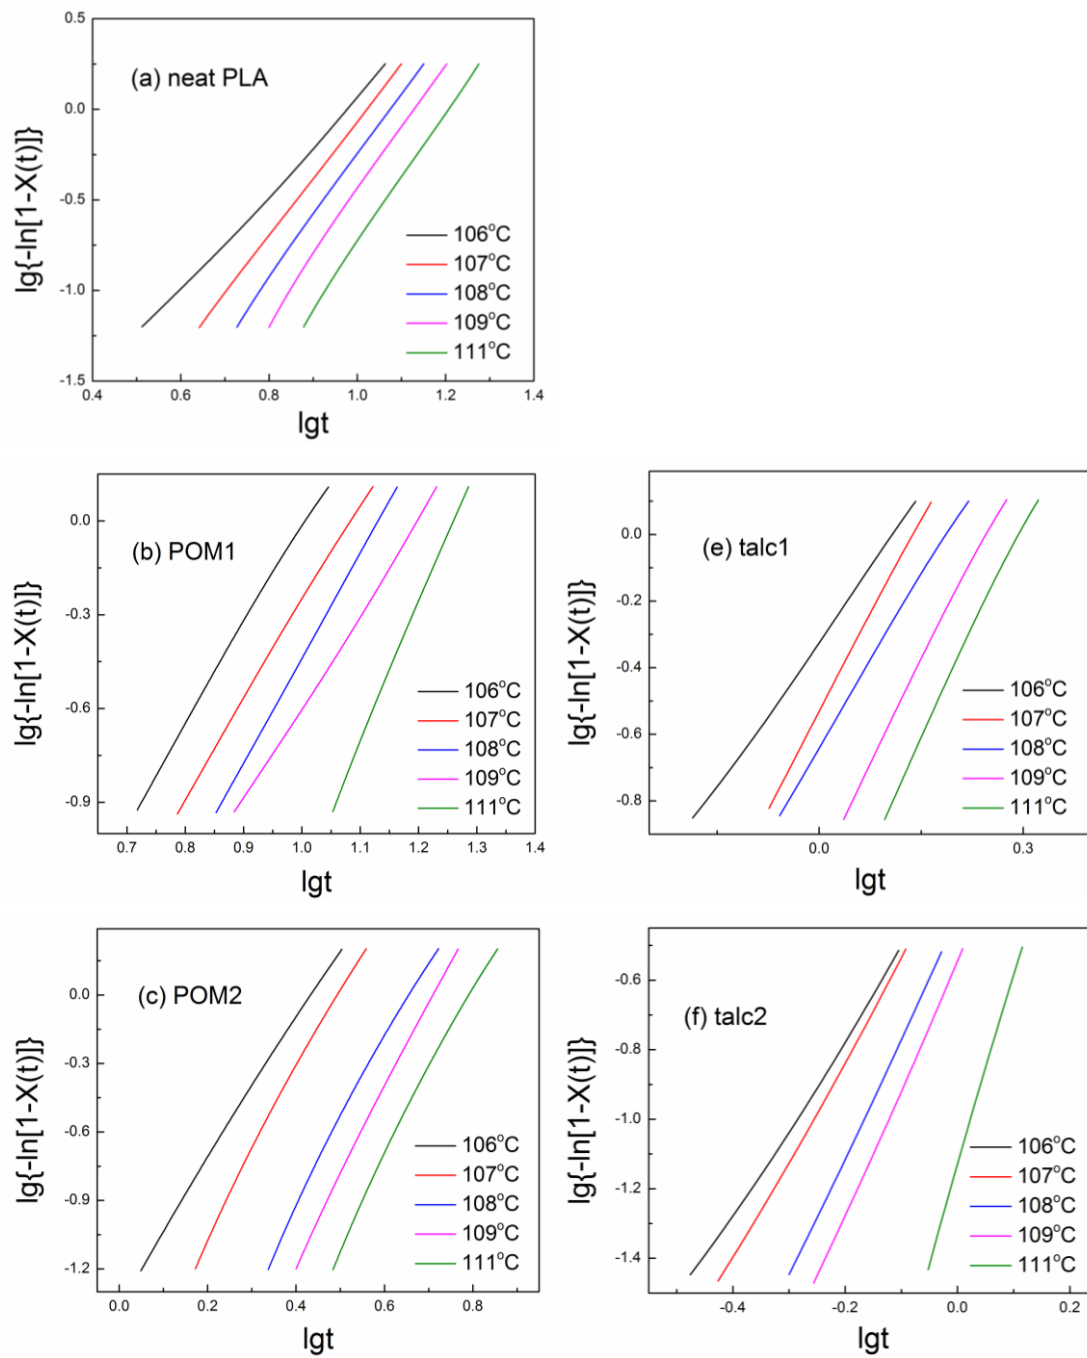 0.5
(a) neat PLA
0.0
lg{-ln[1-X(t)]}
-0.5
106°C
107°C
-1.0
108°C
109°C
111°C
-1.5
0.4 0.6 0.8 1.0 1.2 1.4
lgt
0.0
(b) POM1
lg{-ln[1-X(t)]}
-0.3
-0.6
106°C
107°C
108°C
-0.9
109°C
111°C
0.7 0.8 0.9 1.0 1.1 1.2 1.3 1.4
lgt
0.0
(e) talc1
-0.2
lg{-ln[1-X(t)]}
-0.4
-0.6
106°C
107°C
108°C
-0.8
109°C
111°C
0.0 0.3
lgt
0.0
(c) POM2
lg{-ln[1-X(t)]}
-0.3
-0.6
106°C
107°C
-0.9
108°C
109°C
-1.2
111°C
0.0 0.2 0.4 0.6 0.8
lgt
-0.6
(f) talc2
lg{-ln[1-X(t)]}
-0.8
-1.0
106°C
107°C
-1.2
108°C
109°C
-1.4
111°C
-0.4 -0.2 0.0 0.2
lgt